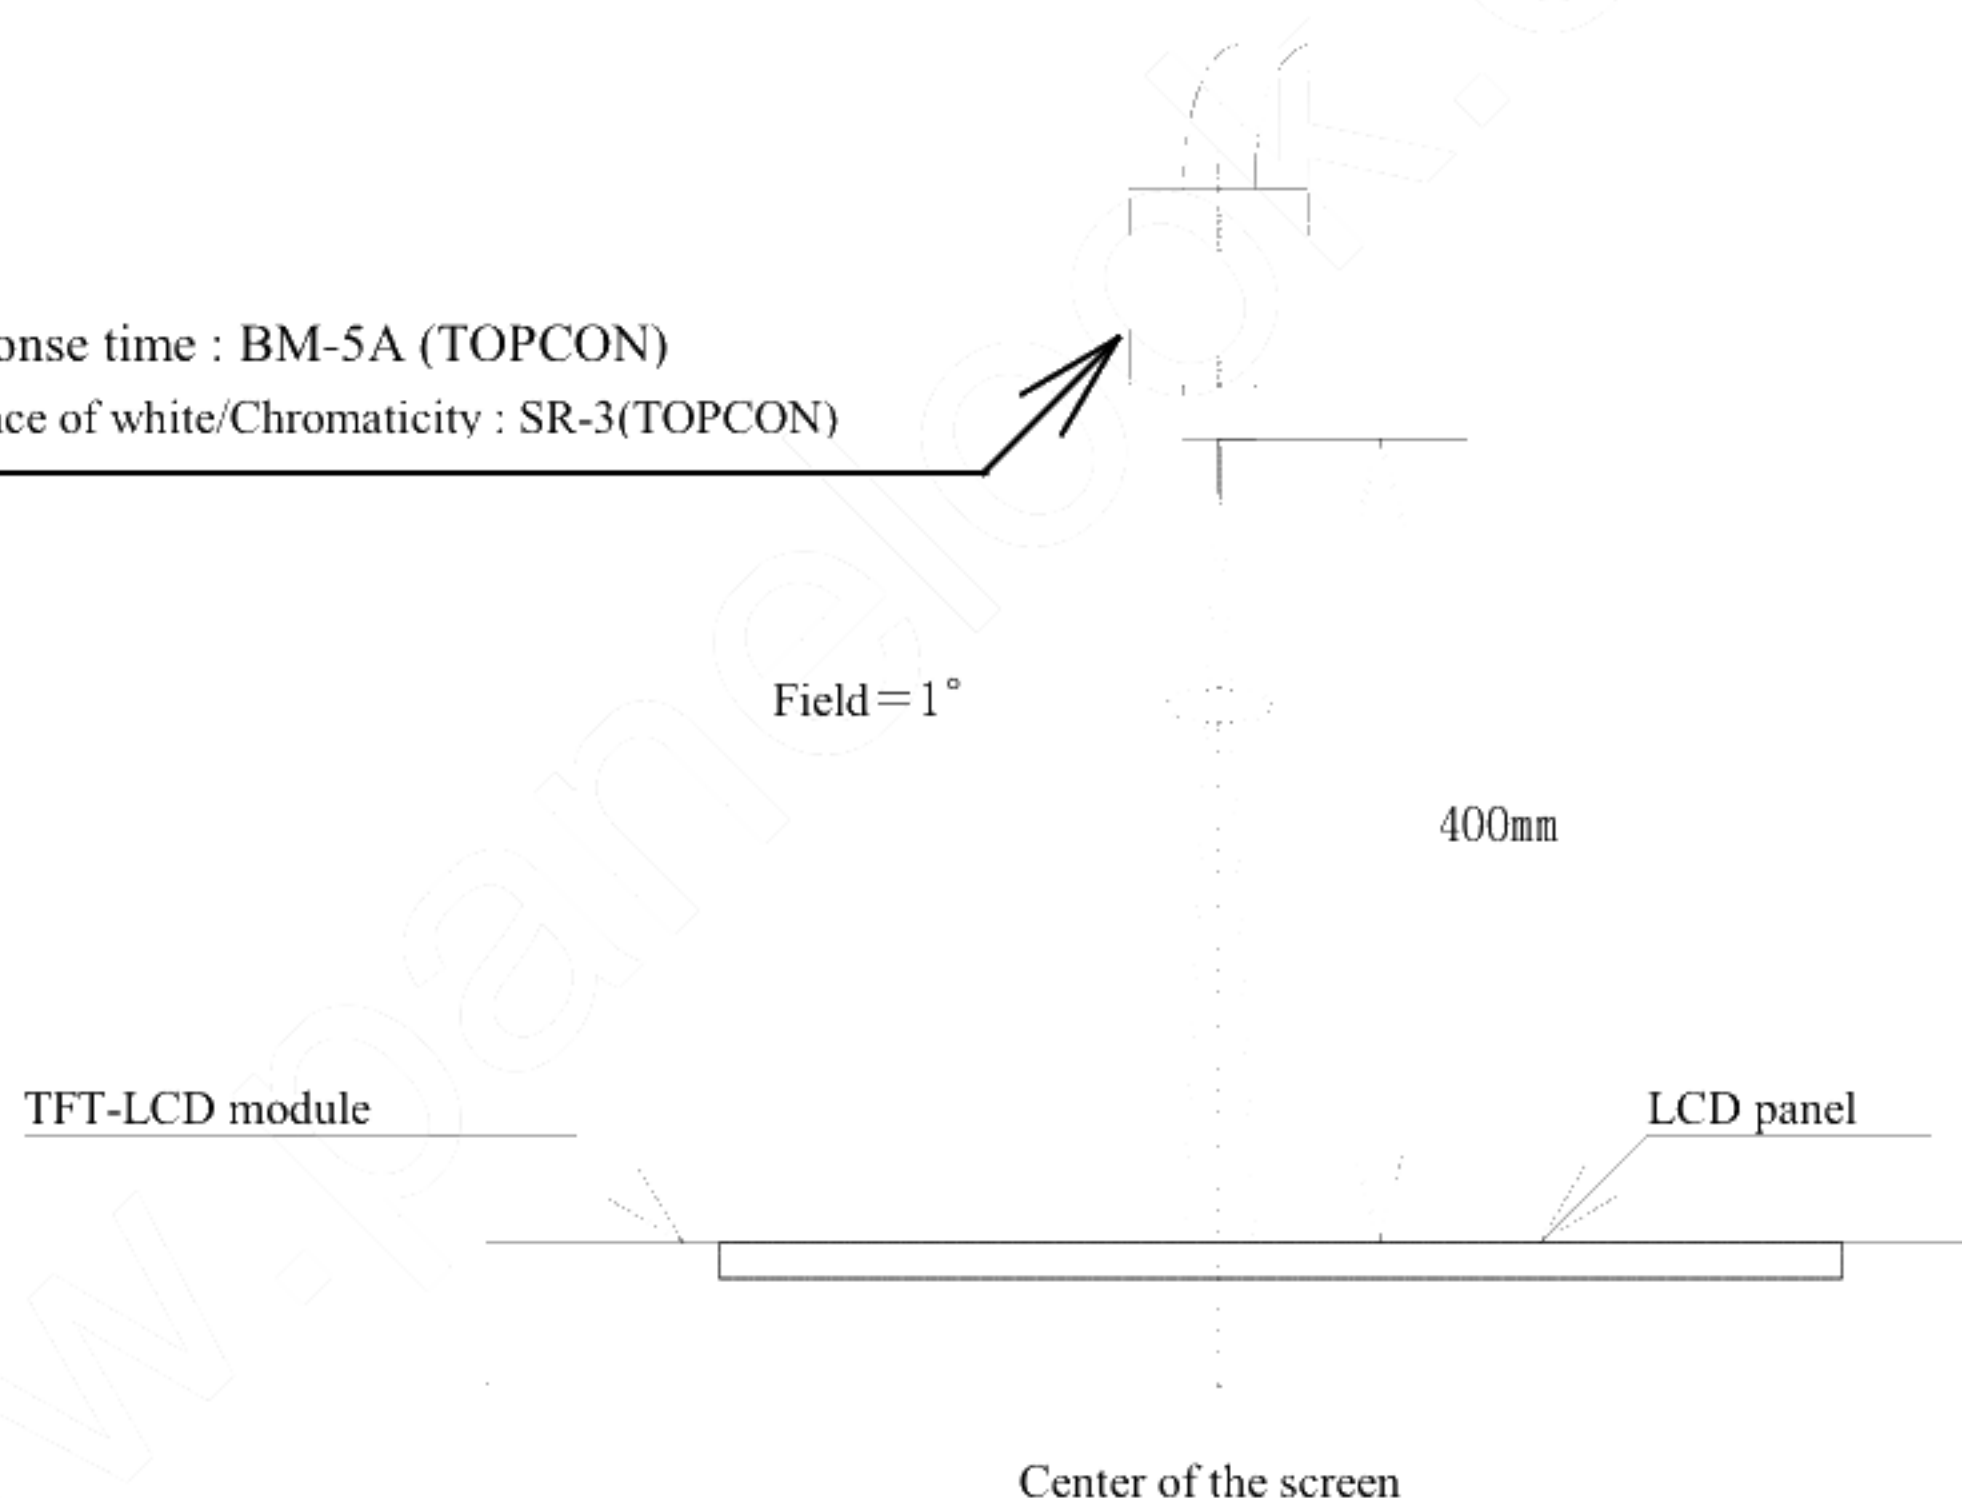 onse time : BM-5A (TOPCON)
ce of white/Chromaticity : SR-3(TOPCON)
Field=1°
400mm
TFT-LCD module
LCD panel
Center of the screen
w.panelook.